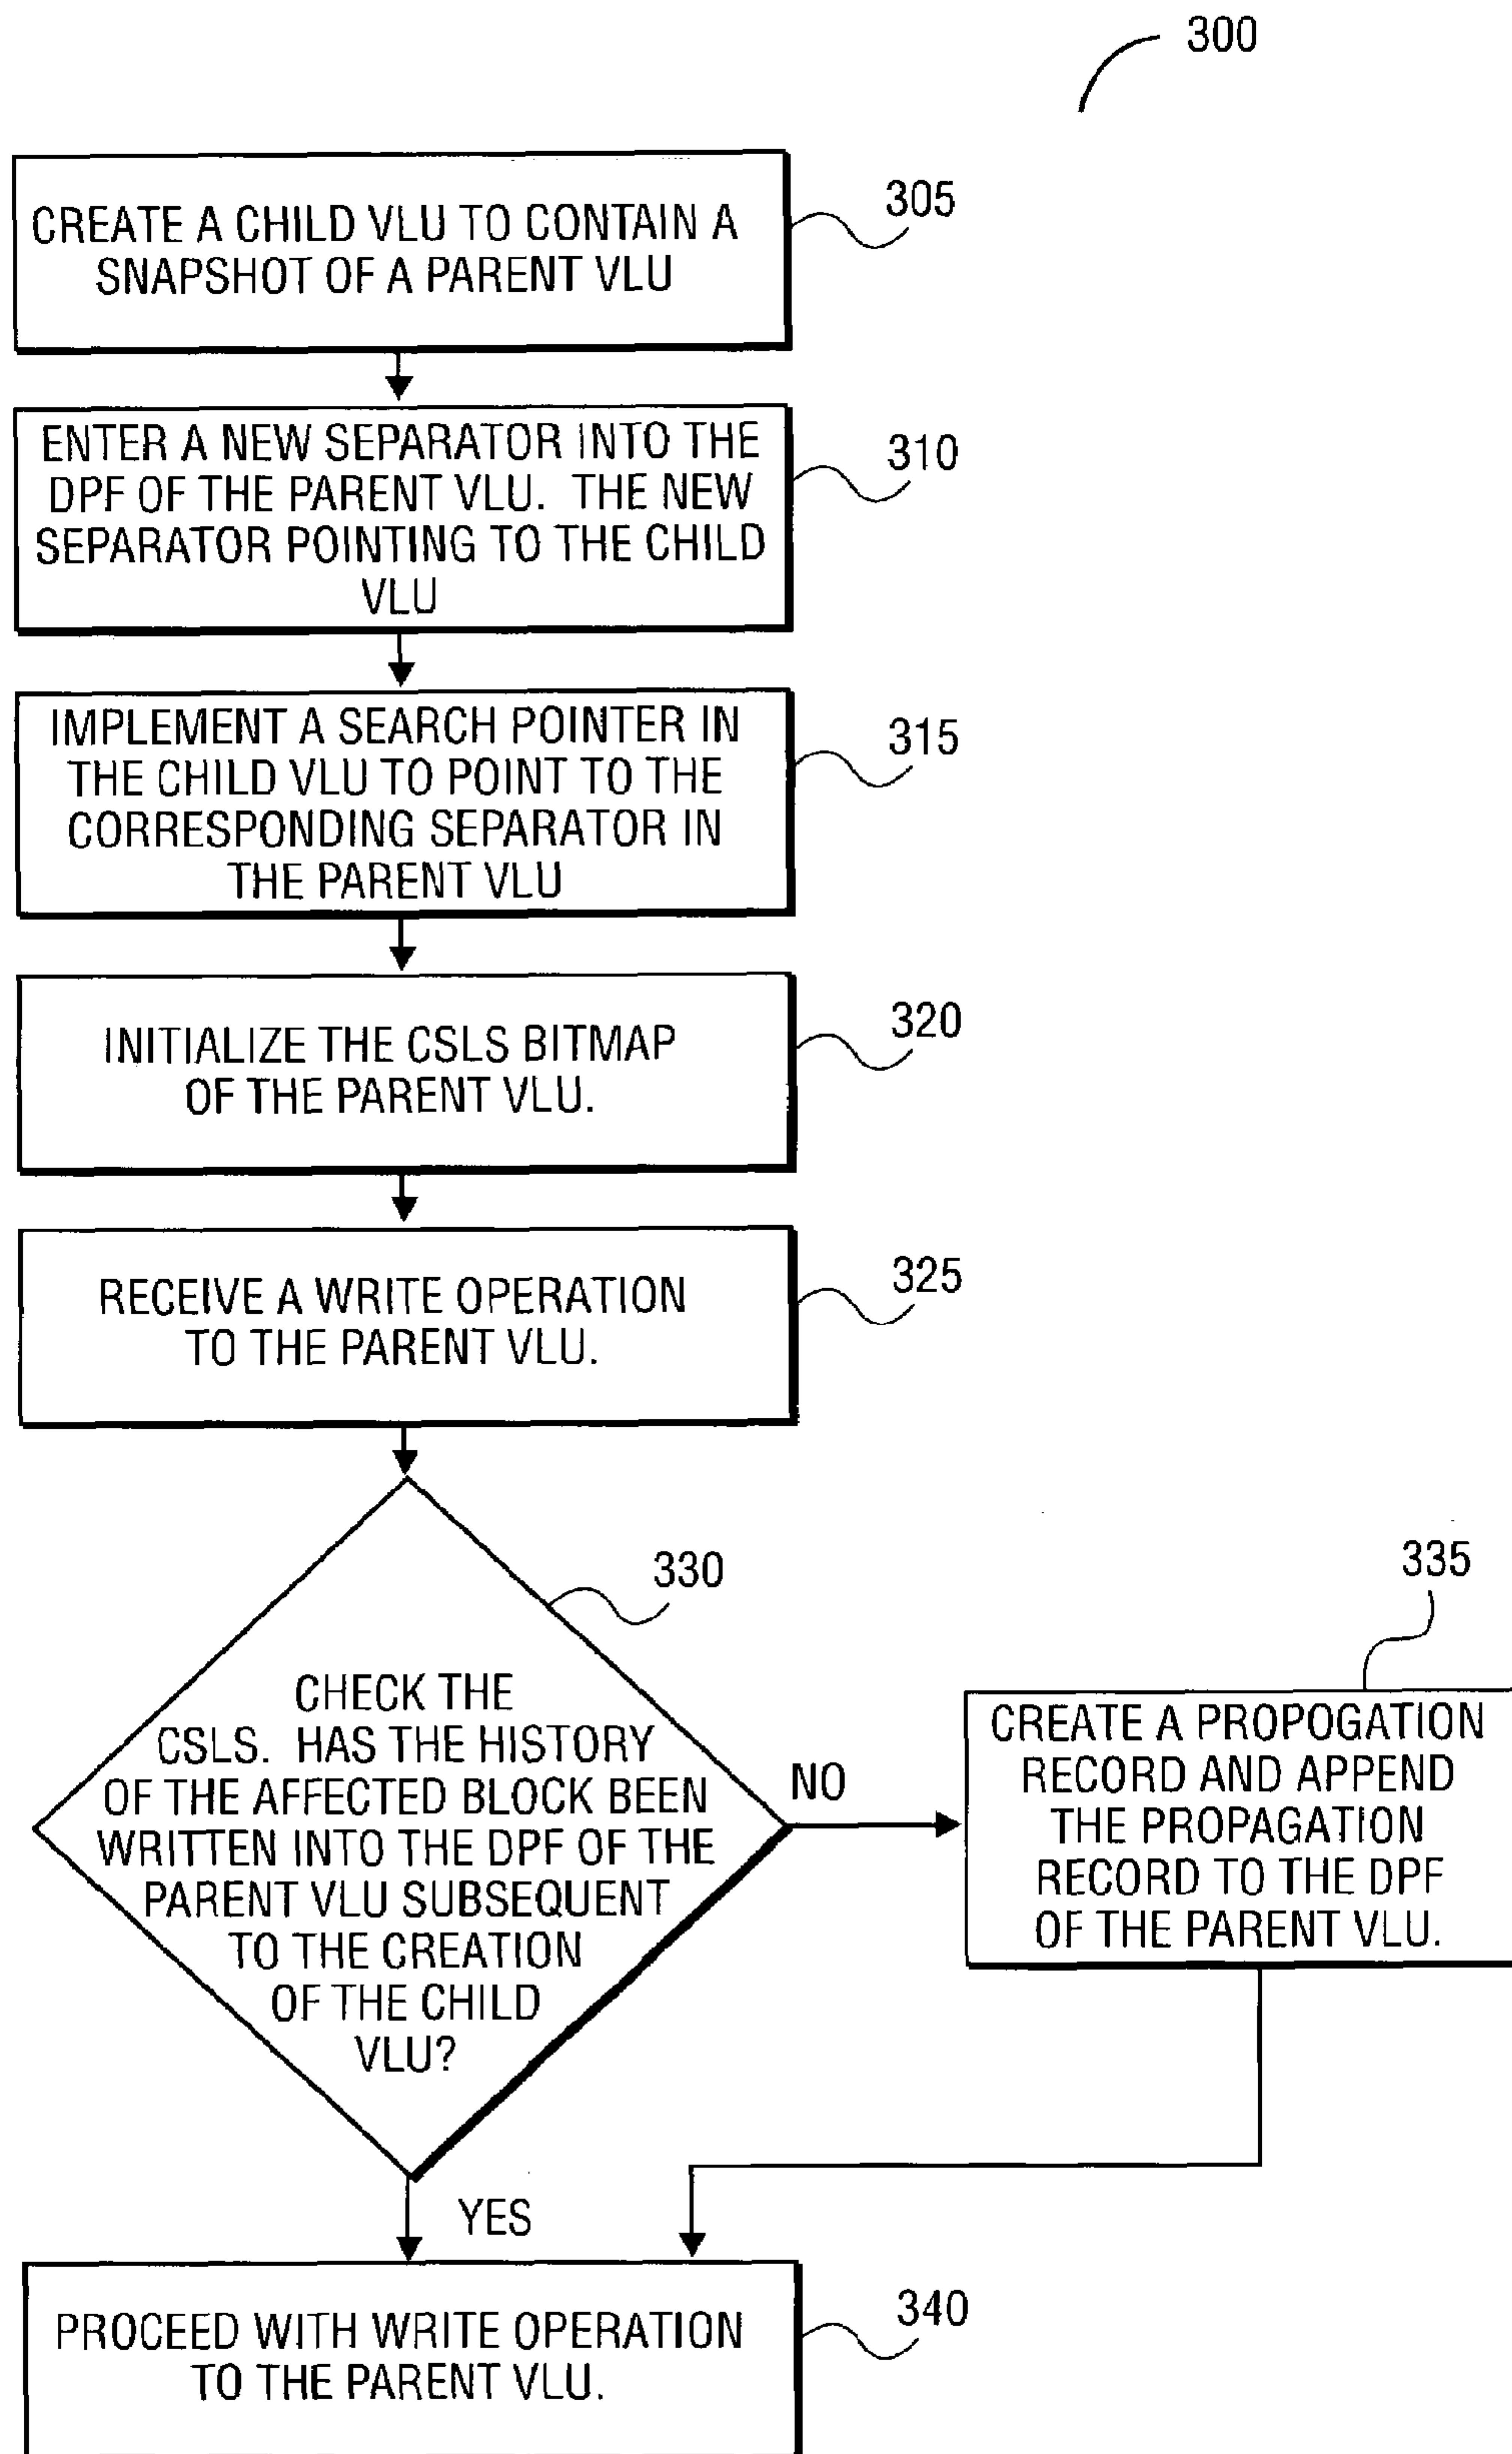 300
CREATE A CHILD VLU TO CONTAIN A
SNAPSHOT OF A PARENT VLU
305
ENTER A NEW SEPARATOR INTO THE
DPF OF THE PARENT VLU. THE NEW
SEPARATOR POINTING TO THE CHILD
VLU
310
IMPLEMENT A SEARCH POINTER IN
THE CHILD VLU TO POINT TO THE
CORRESPONDING SEPARATOR IN
THE PARENT VLU
315
INITIALIZE THE CSLS BITMAP
OF THE PARENT VLU.
320
RECEIVE A WRITE OPERATION
TO THE PARENT VLU.
325
CHECK THE
CSLS. HAS THE HISTORY
OF THE AFFECTED BLOCK BEEN
WRITTEN INTO THE DPF OF THE
PARENT VLU SUBSEQUENT
TO THE CREATION
OF THE CHILD
VLU?
330
NO
335
CREATE A PROPOGATION
RECORD AND APPEND
THE PROPAGATION
RECORD TO THE DPF
OF THE PARENT VLU.
YES
PROCEED WITH WRITE OPERATION
TO THE PARENT VLU.
340